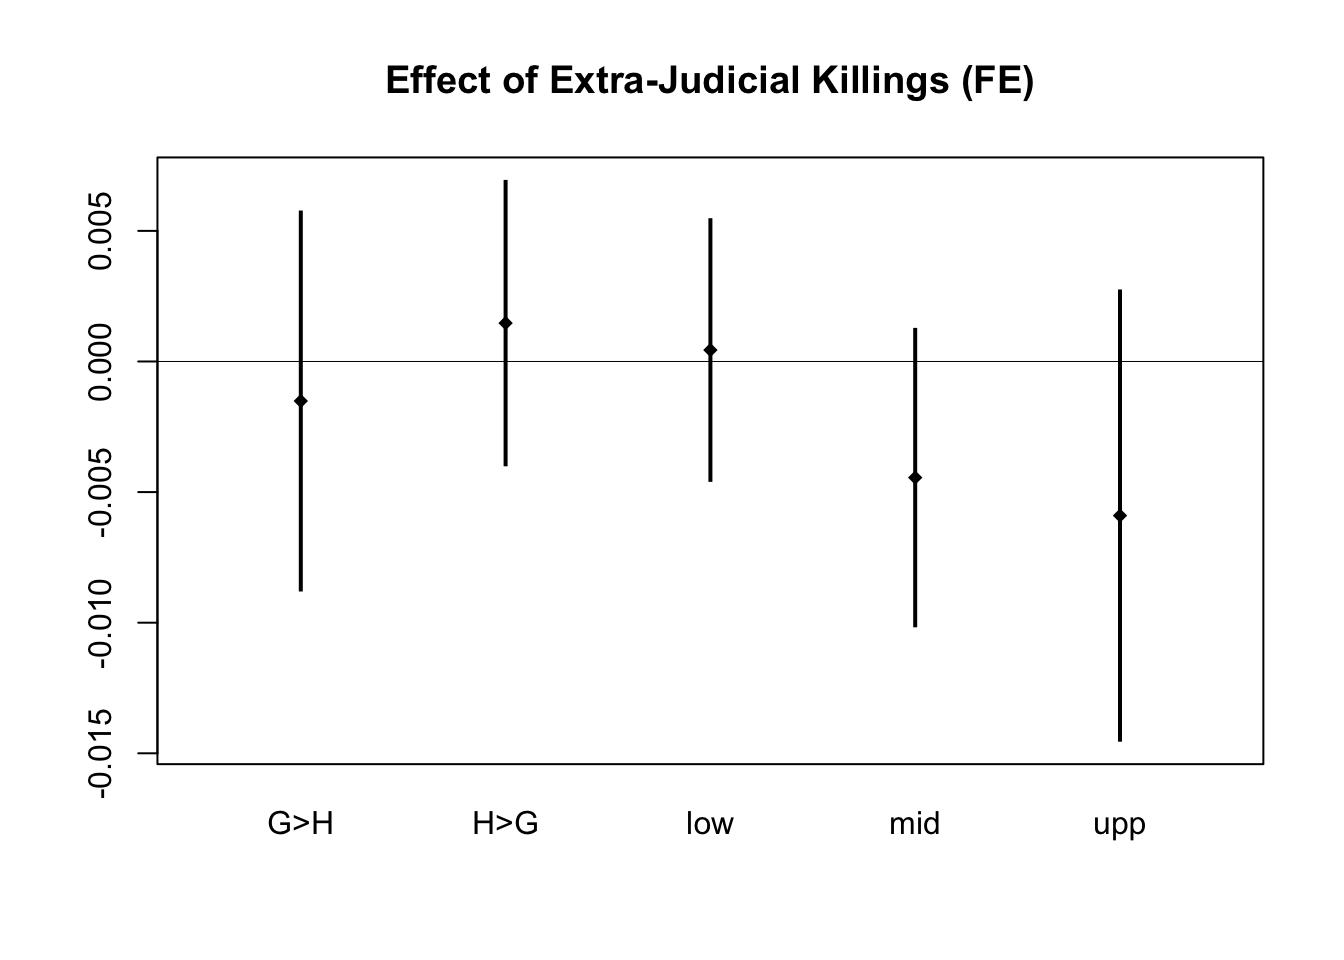 Effect of Extra-Judicial Killings (FE)
0.005
0.000
-0.005
-0.010
-0.015
G>H H>G low mid upp